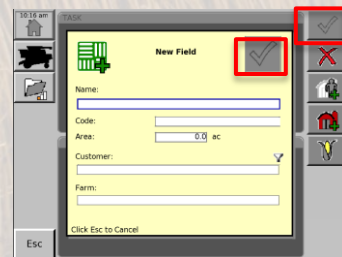 10:16 am
TASK
New Field
Name:
Code:
Area:
0.0 ac
Customer:
Farm:
Click Esc to Cancel
Esc